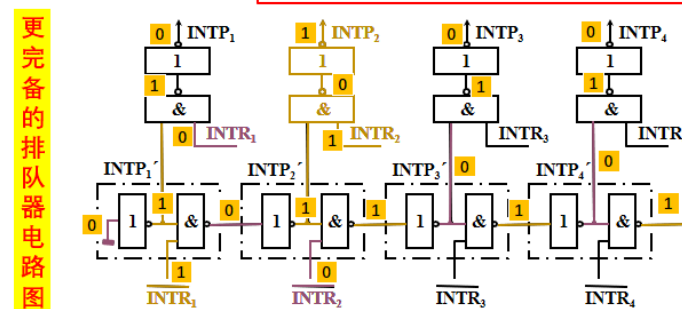 更完备的排队器电路图
0 INTP₁ 1 INTP₂ 0 INTP₃ 0 INTP₄
1 1 1 1
1 0 1 1
& & & &
0 INTR₁ 1 INTR₂ INTR₃ INTR
INTP₁′ INTP₂′ INTP₃′ 0 INTP₄′ 0
0 1 1 & 0 1 1 & 1 1 & 1 1 & 1
1 0
INTR₁ INTR₂ INTR₃ INTR₄